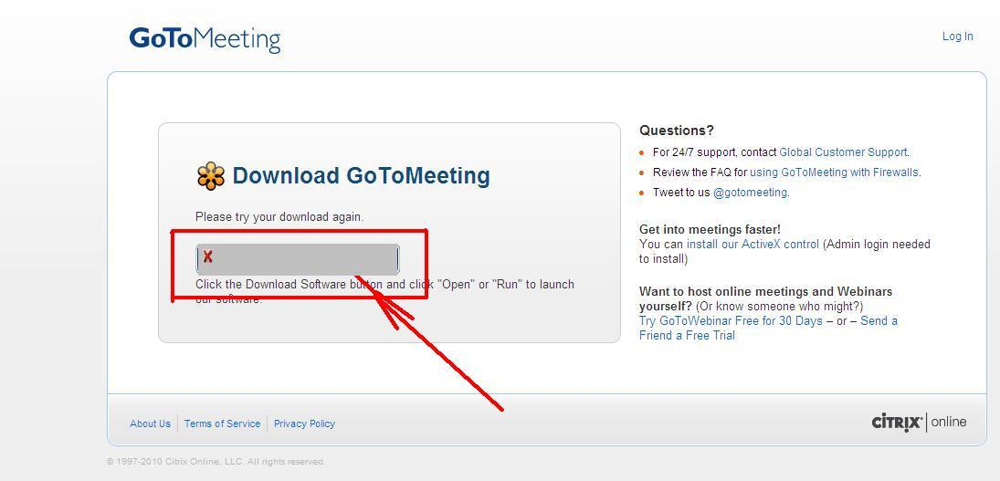 GoToMeeting
Log In
Download GoToMeeting
Please try your download again.
X
Click the Download Software button and click "Open" or "Run" to launch
our software.
Questions?
For 24/7 support, contact Global Customer Support.
Review the FAQ for using GoToMeeting with Firewalls.
Tweet to us @gotomeeting.
Get into meetings faster!
You can install our ActiveX control (Admin login needed
to install)
Want to host online meetings and Webinars
yourself? (Or know someone who might?)
Try GoToWebinar Free for 30 Days – or – Send a
Friend a Free Trial
About Us | Terms of Service | Privacy Policy
CITRIX | online
© 1997-2010 Citrix Online, LLC. All rights reserved.